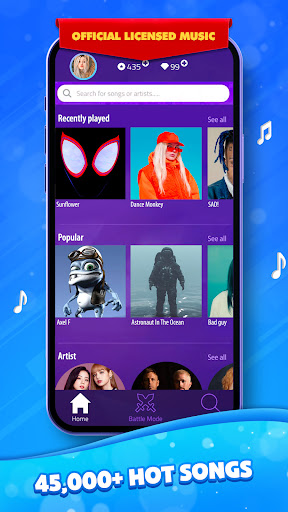 OFFICIAL LICENSED MUSIC
435
99
Search for songs or artists....
Recently played
See all
Sunflower
Dance Monkey
SAD!
Popular
See all
Axel F
Astronaut In The Ocean
Bad guy
Artist
See all
Home
Battle Mode
45,000+ HOT SONGS